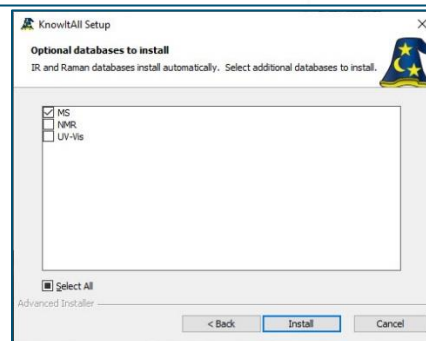 KnowItAll Setup
Optional databases to install
IR and Raman databases install automatically. Select additional databases to install.
MS
NMR
UV-Vis
Select All
Advanced Installer
< Back Install Cancel